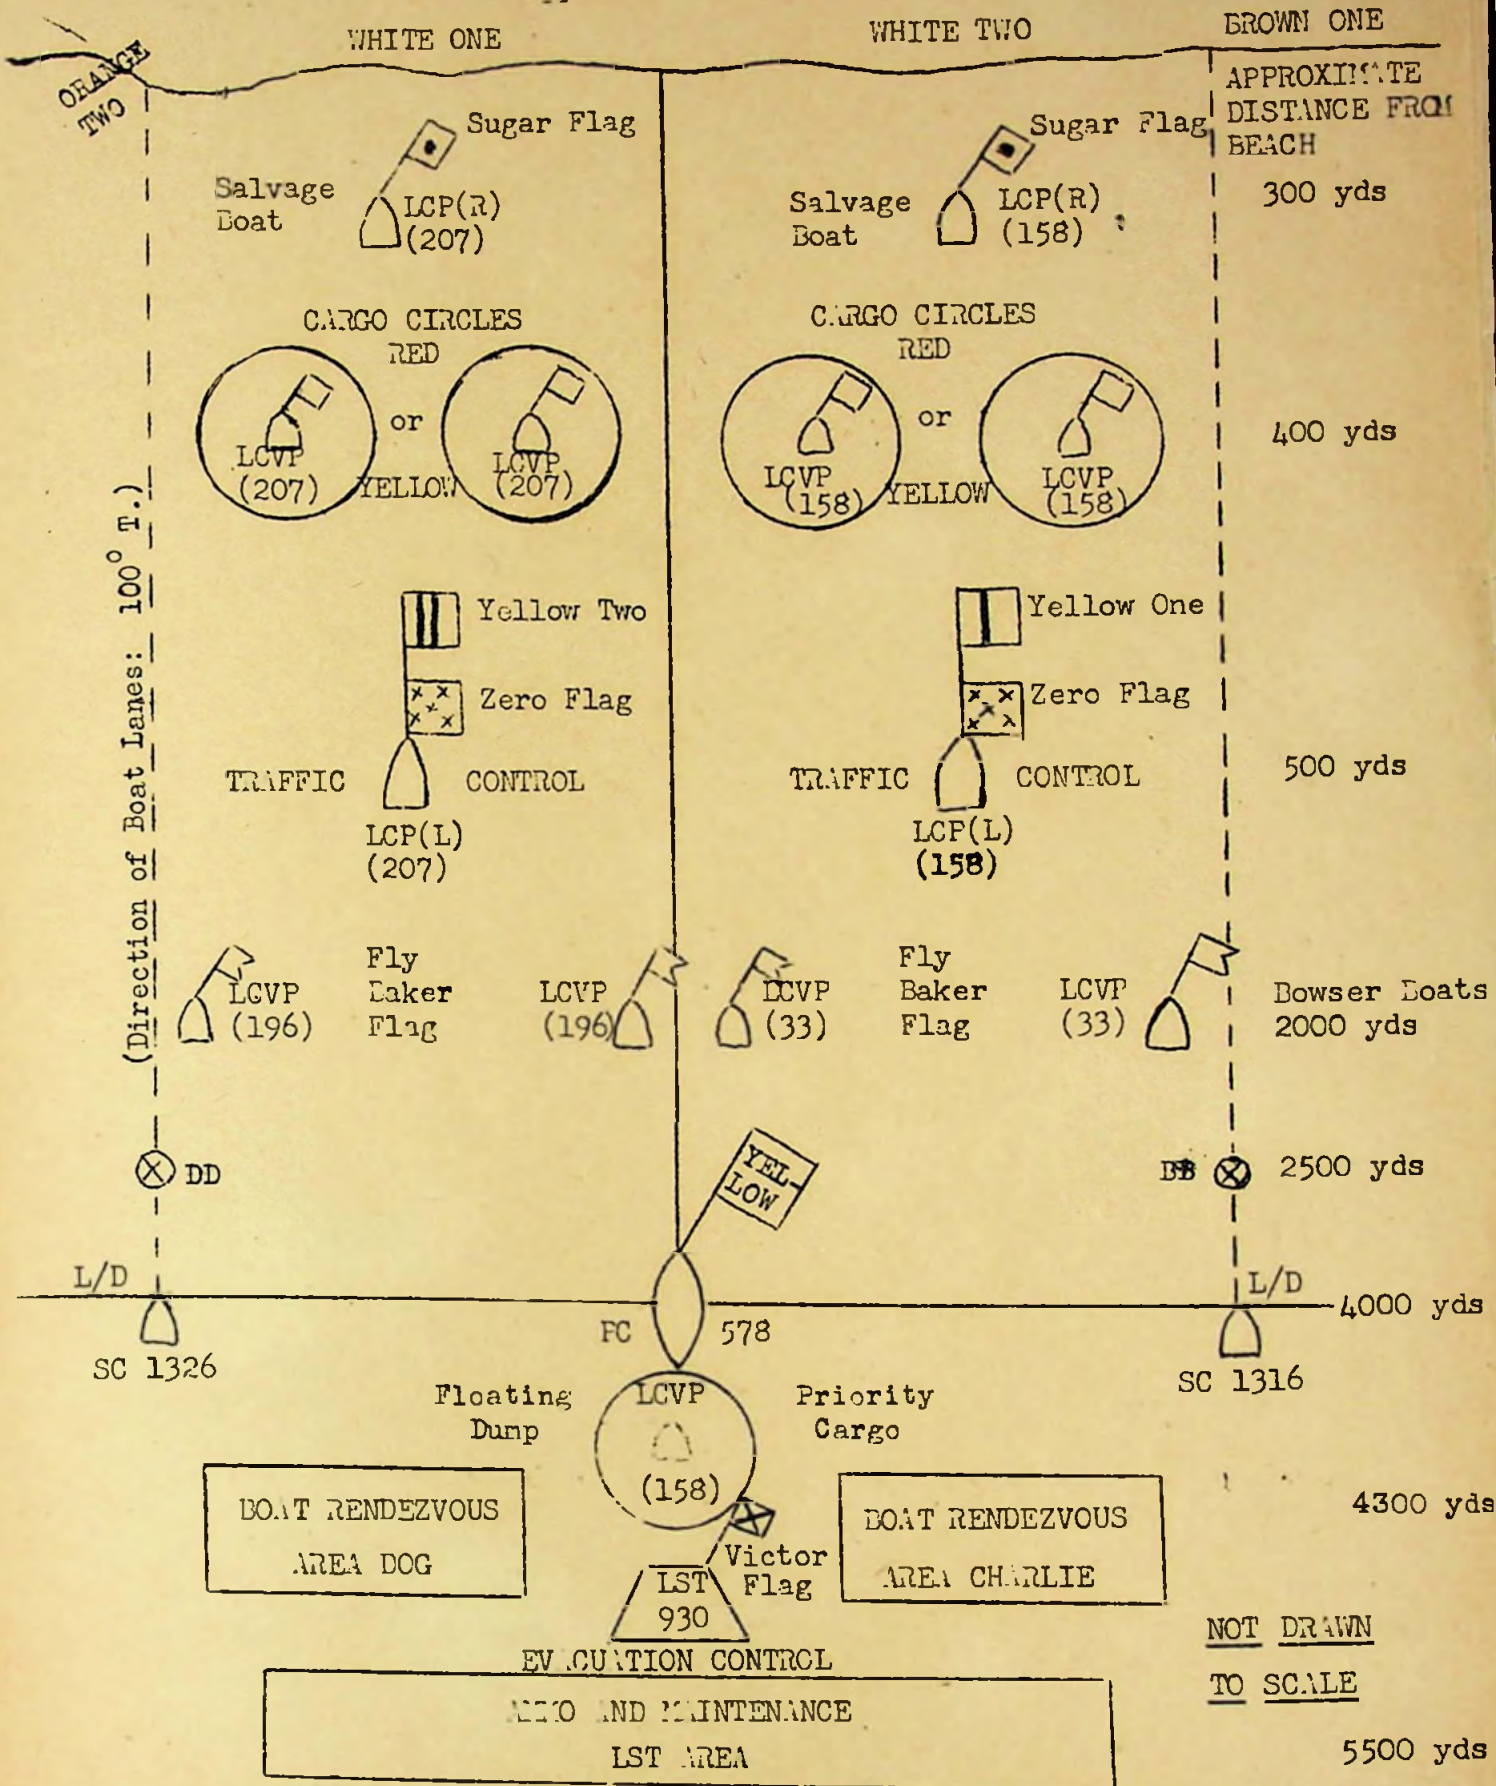 WHITE ONE
WHITE TWO
BROWN ONE
ORANGE
TWO
APPROXIMATE
DISTANCE FROM
BEACH
Sugar Flag
Sugar Flag
Salvage
Boat
LCP(R)
(207)
Salvage
Boat
LCP(R)
(158)
300 yds
CARGO CIRCLES
RED
CARGO CIRCLES
RED
or
or
LCVP
(207)
YELLOW
LCVP
(207)
LCVP
(158)
YELLOW
LCVP
(158)
400 yds
(Direction of Boat Lanes: 100° T.)
Yellow Two
Yellow One
Zero Flag
Zero Flag
TRAFFIC CONTROL
TRAFFIC CONTROL
500 yds
LCP(L)
(207)
LCP(L)
(158)
LCVP
(196)
Fly
Baker
Flag
LCVP
(196)
LCVP
(33)
Fly
Baker
Flag
LCVP
(33)
Bowser Boats
2000 yds
YEL-
LOW
DD
2500 yds
L/D
L/D
4000 yds
PC 578
SC 1326
SC 1316
Floating
Dump
LCVP
(158)
Priority
Cargo
BOAT RENDEZVOUS
AREA DOG
BOAT RENDEZVOUS
AREA CHARLIE
4300 yds
Victor
Flag
LST
930
EVACUATION CONTROL
NOT DRAWN
TO SCALE
AND MAINTENANCE
LST AREA
5500 yds